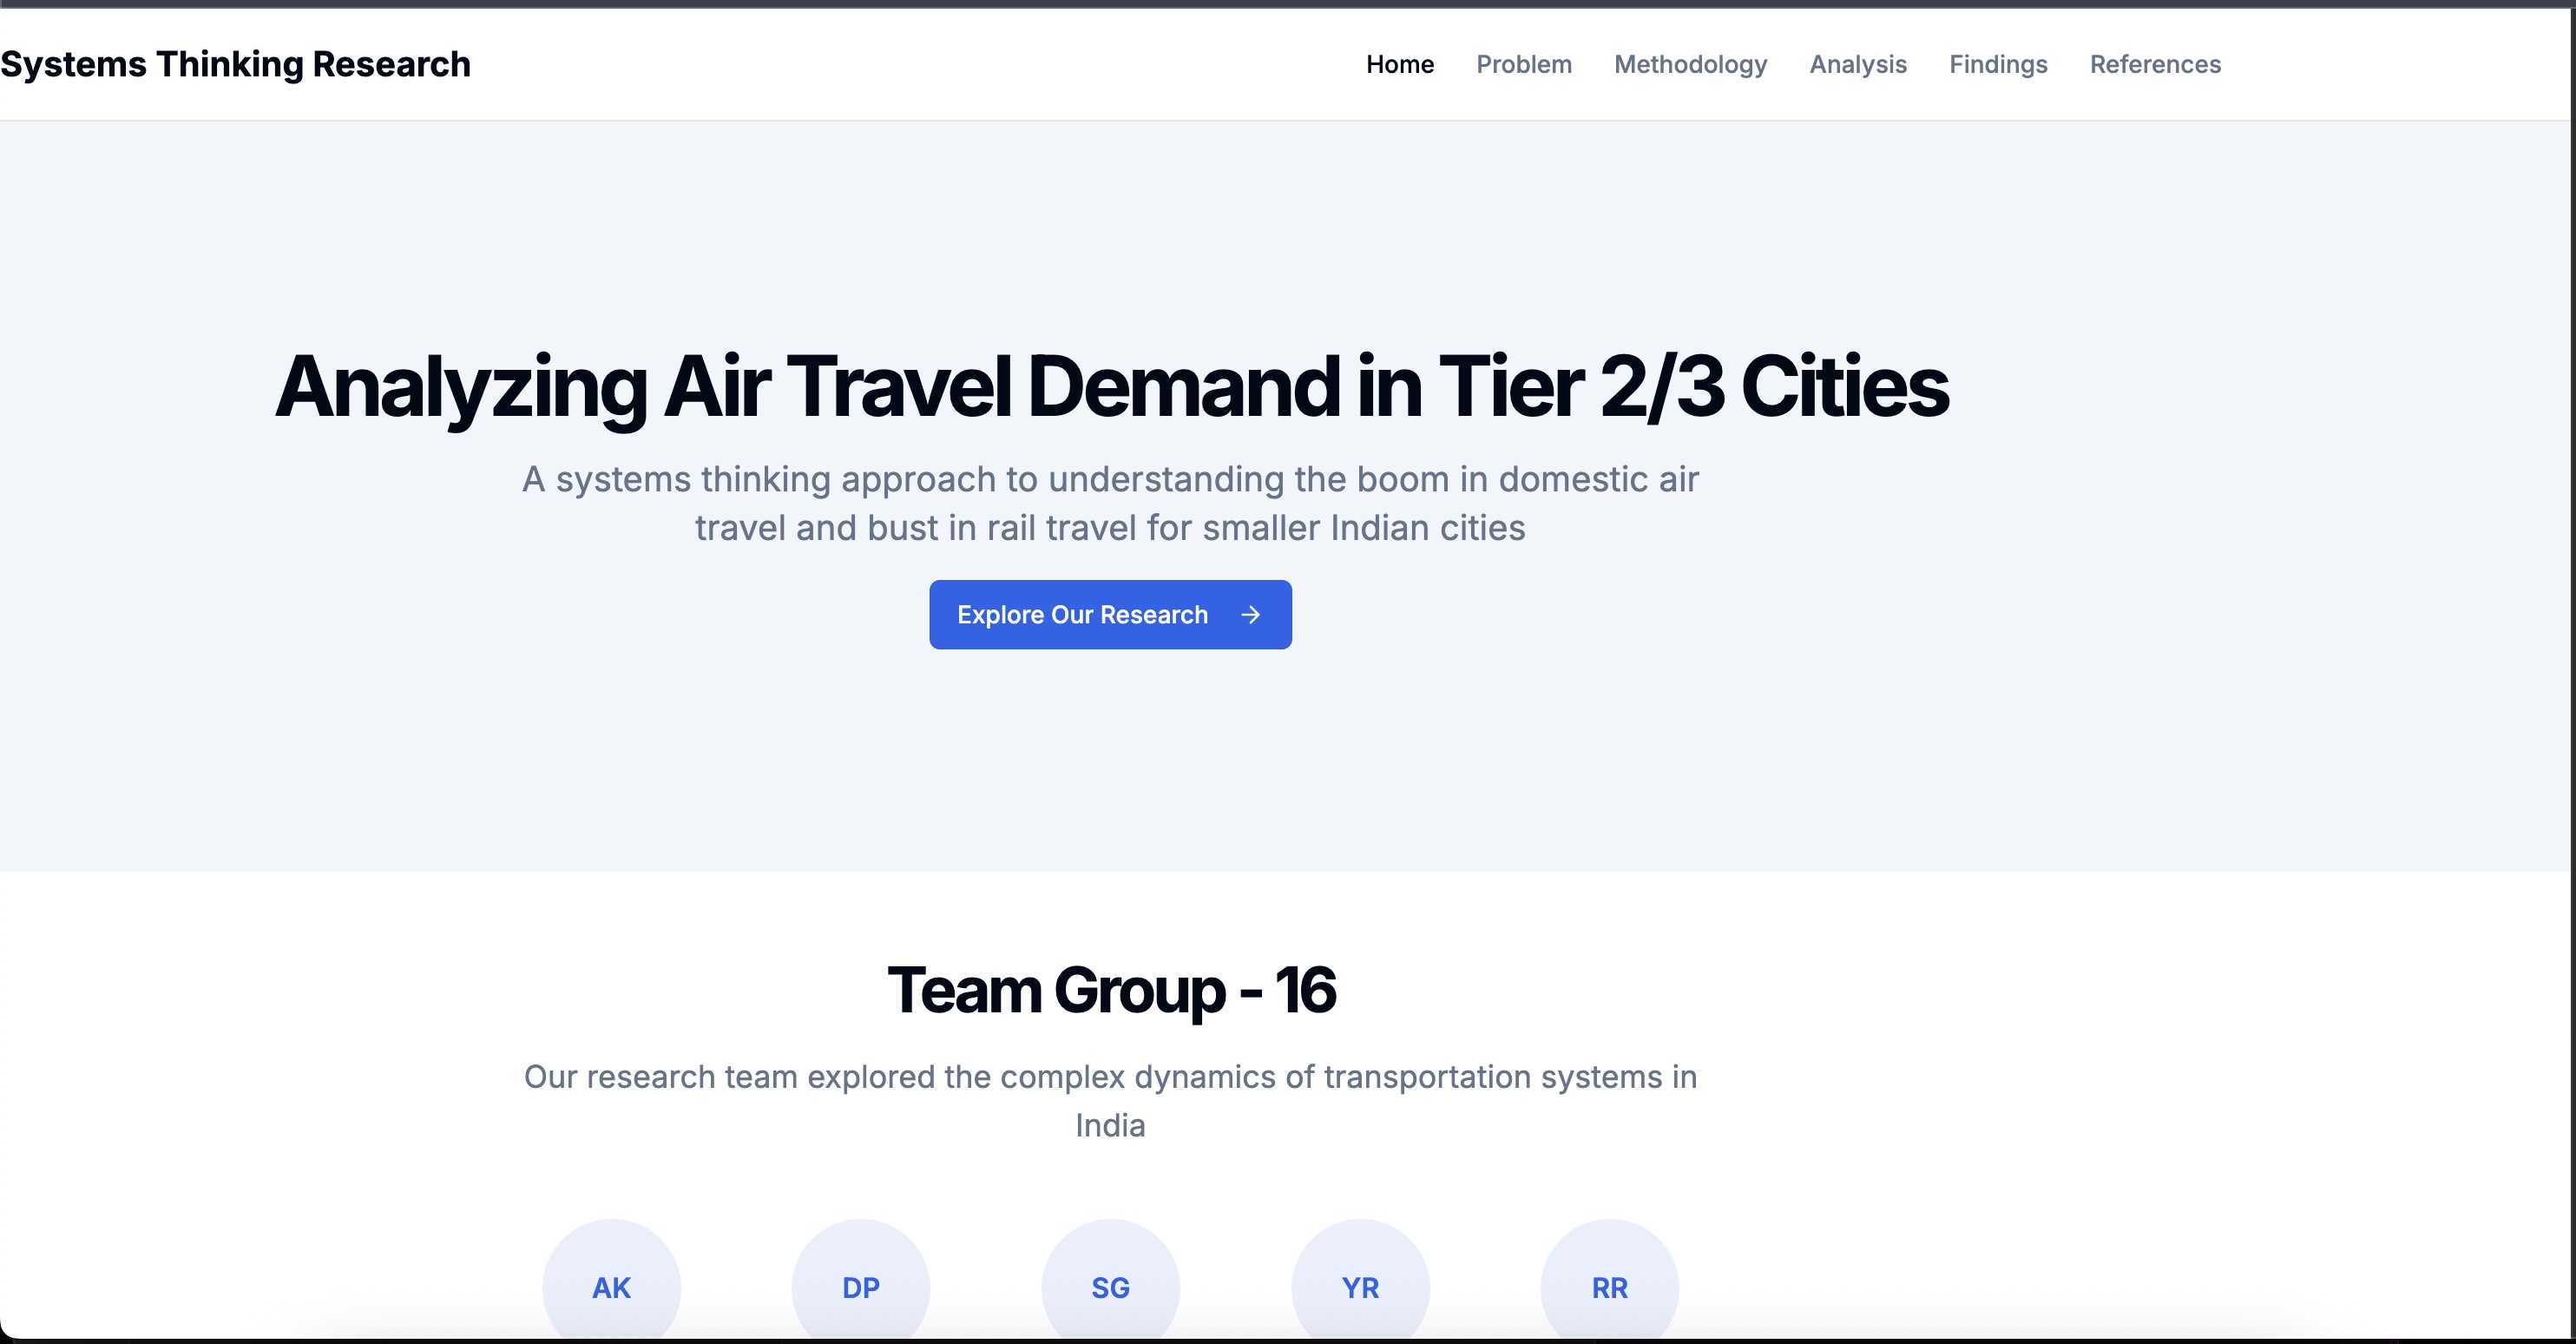 Systems Thinking Research
Home Problem Methodology Analysis Findings References
Analyzing Air Travel Demand in Tier 2/3 Cities
A systems thinking approach to understanding the boom in domestic air
travel and bust in rail travel for smaller Indian cities
Explore Our Research →
Team Group - 16
Our research team explored the complex dynamics of transportation systems in
India
AK DP SG YR RR